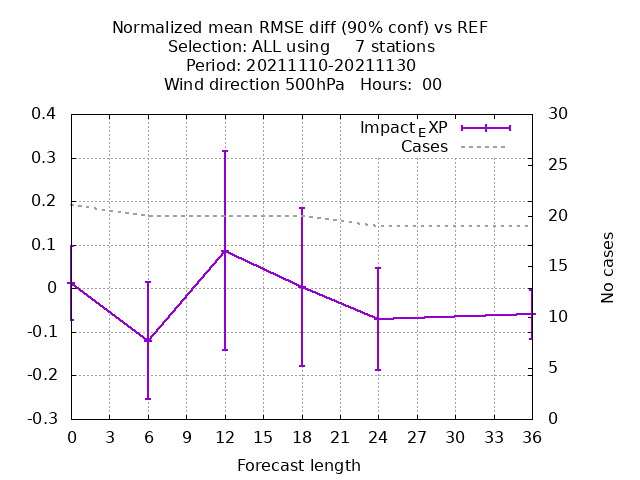 Normalized mean RMSE diff (90% conf) vs REF
Selection: ALL using     7 stations
Period: 20211110-20211130
Wind direction 500hPa   Hours:  00
0.4
0.3
0.2
0.1
0
-0.1
-0.2
-0.3
Impact_EXP
Cases
30
25
20
15
10
5
0
No cases
0 3 6 9 12 15 18 21 24 27 30 33 36
Forecast length